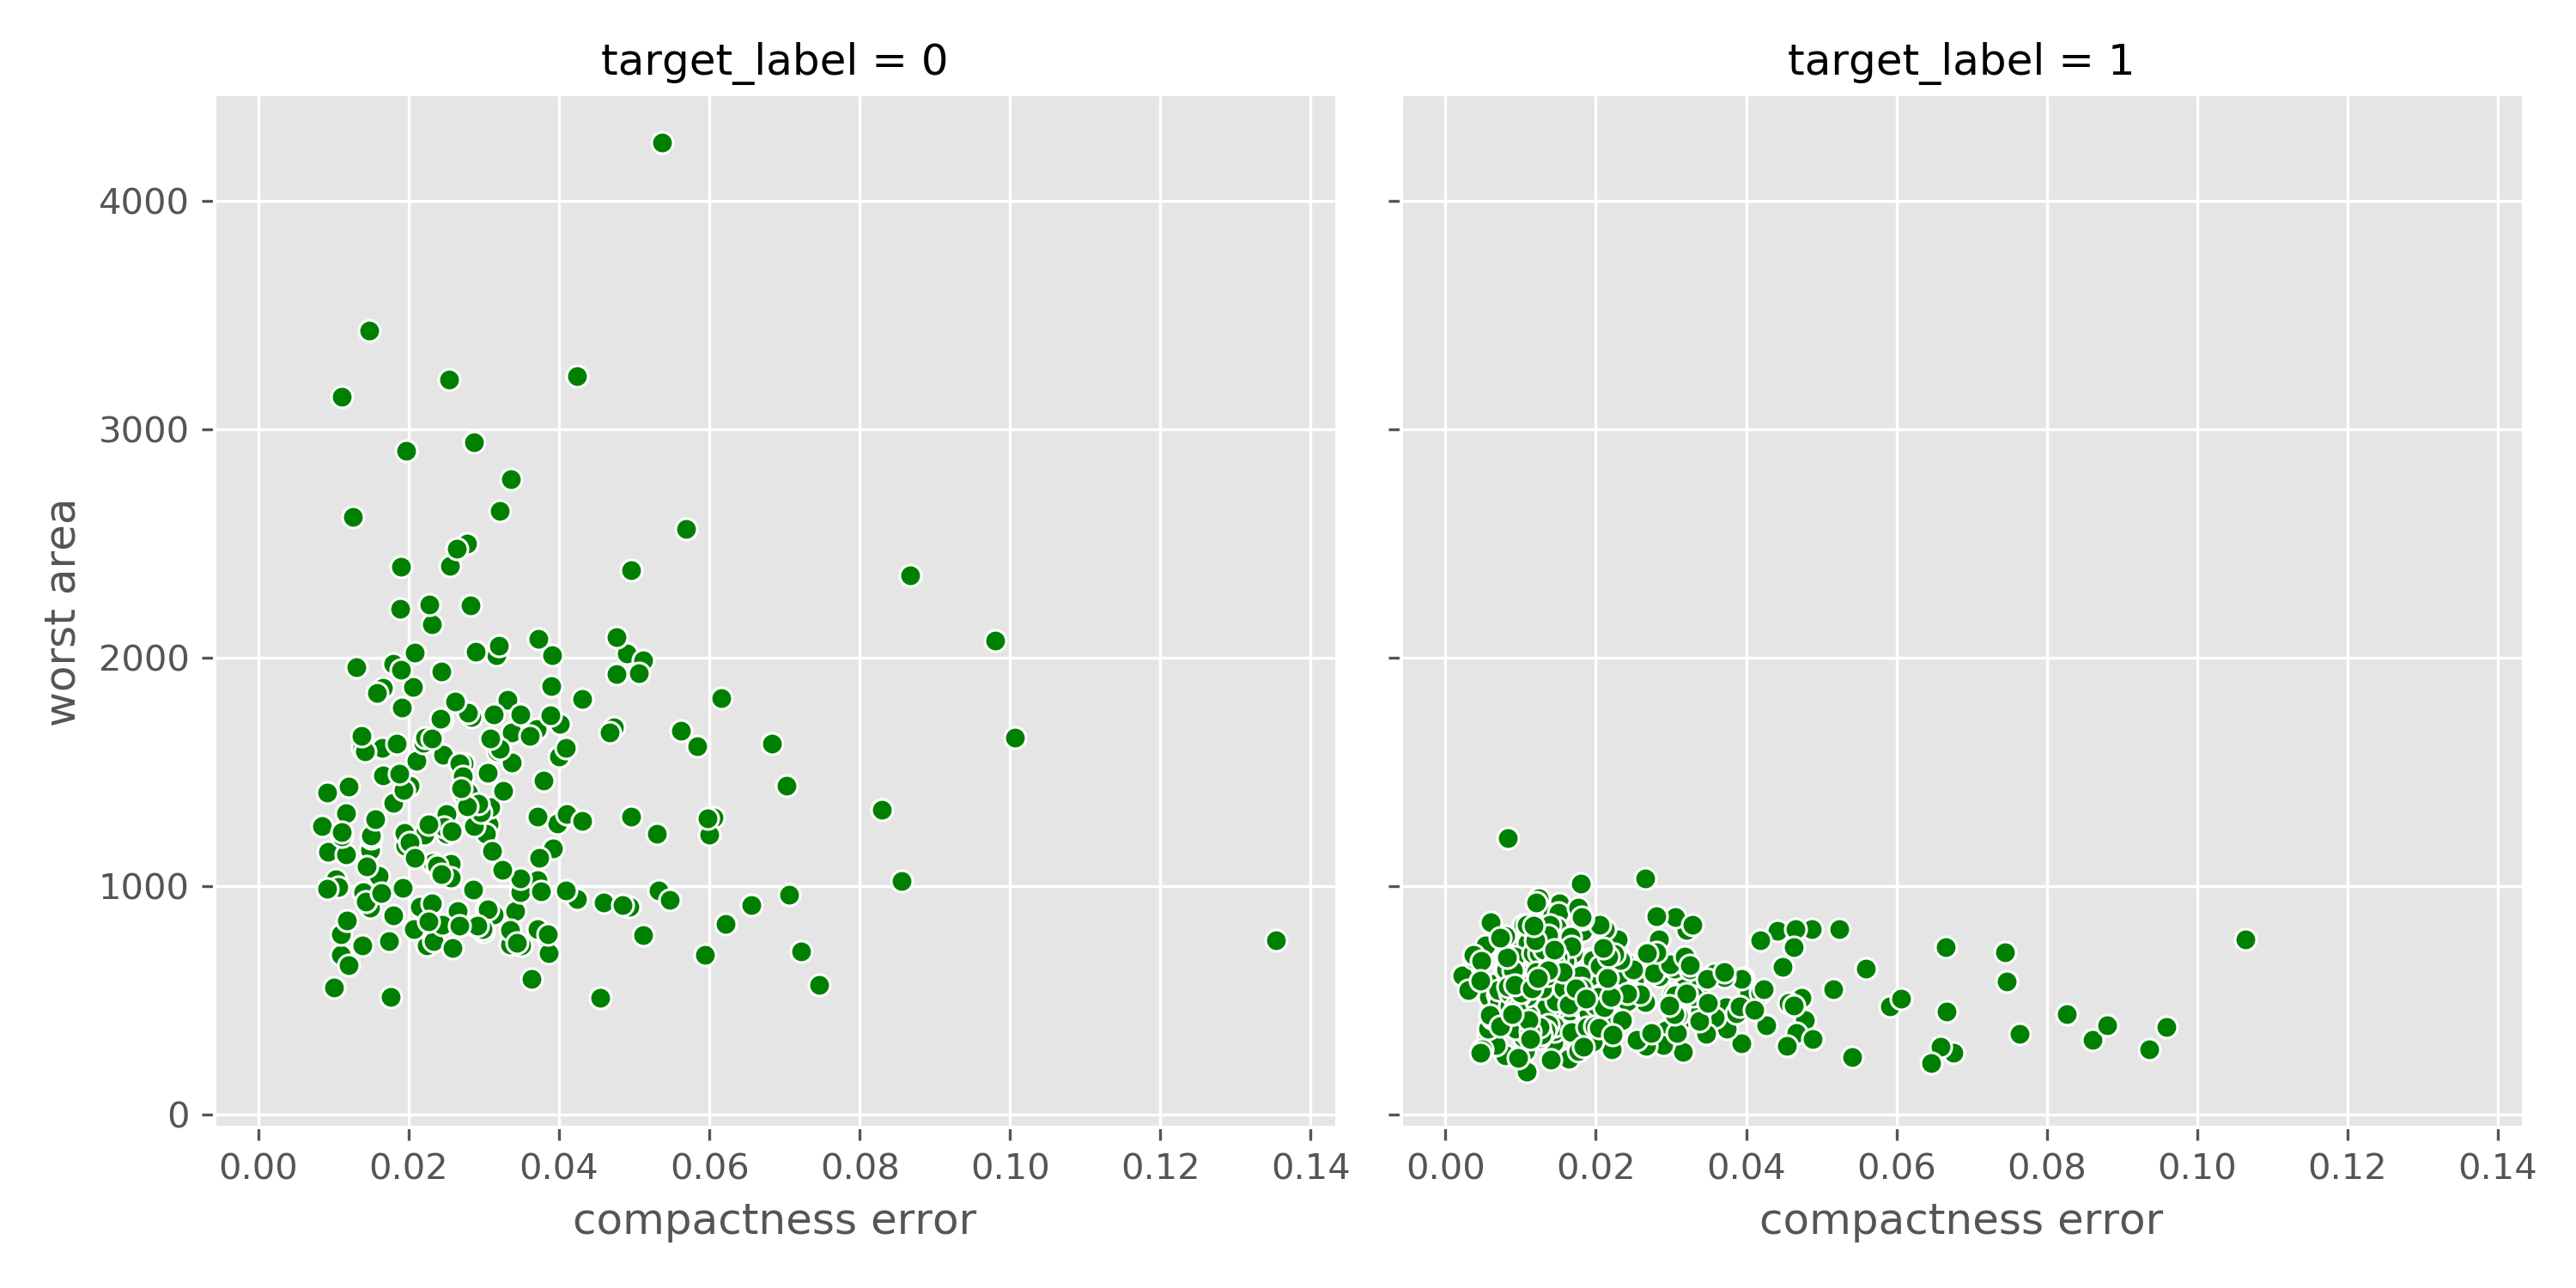 target_label = 0
target_label = 1
4000
3000
2000
1000
0
worst area
0.00 0.02 0.04 0.06 0.08 0.10 0.12 0.14
0.00 0.02 0.04 0.06 0.08 0.10 0.12 0.14
compactness error
compactness error